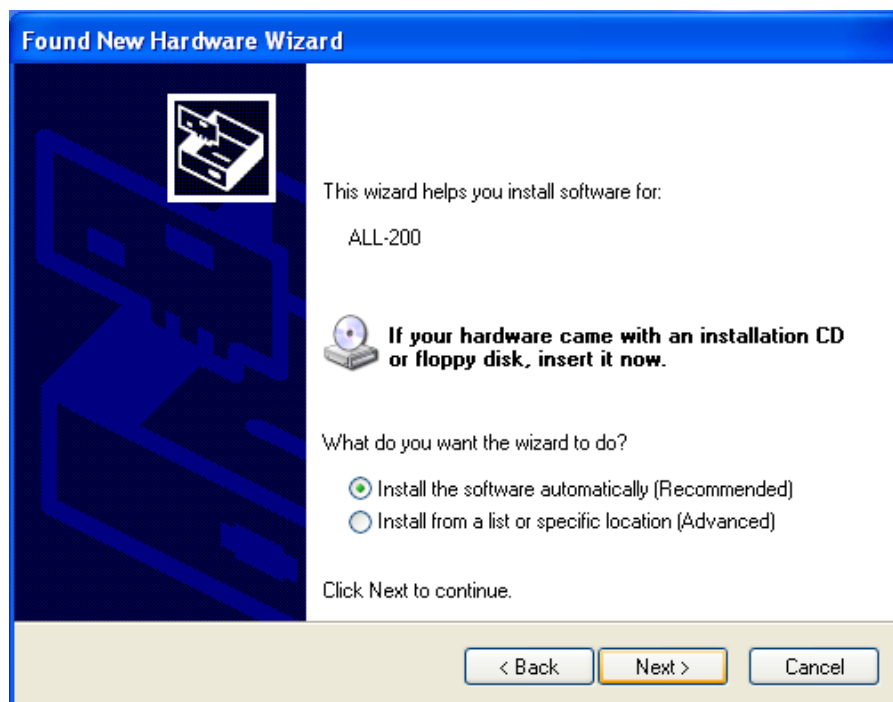 Found New Hardware Wizard
This wizard helps you install software for:
ALL-200
If your hardware came with an installation CD
or floppy disk, insert it now.
What do you want the wizard to do?
Install the software automatically (Recommended)
Install from a list or specific location (Advanced)
Click Next to continue.
< Back Next > Cancel